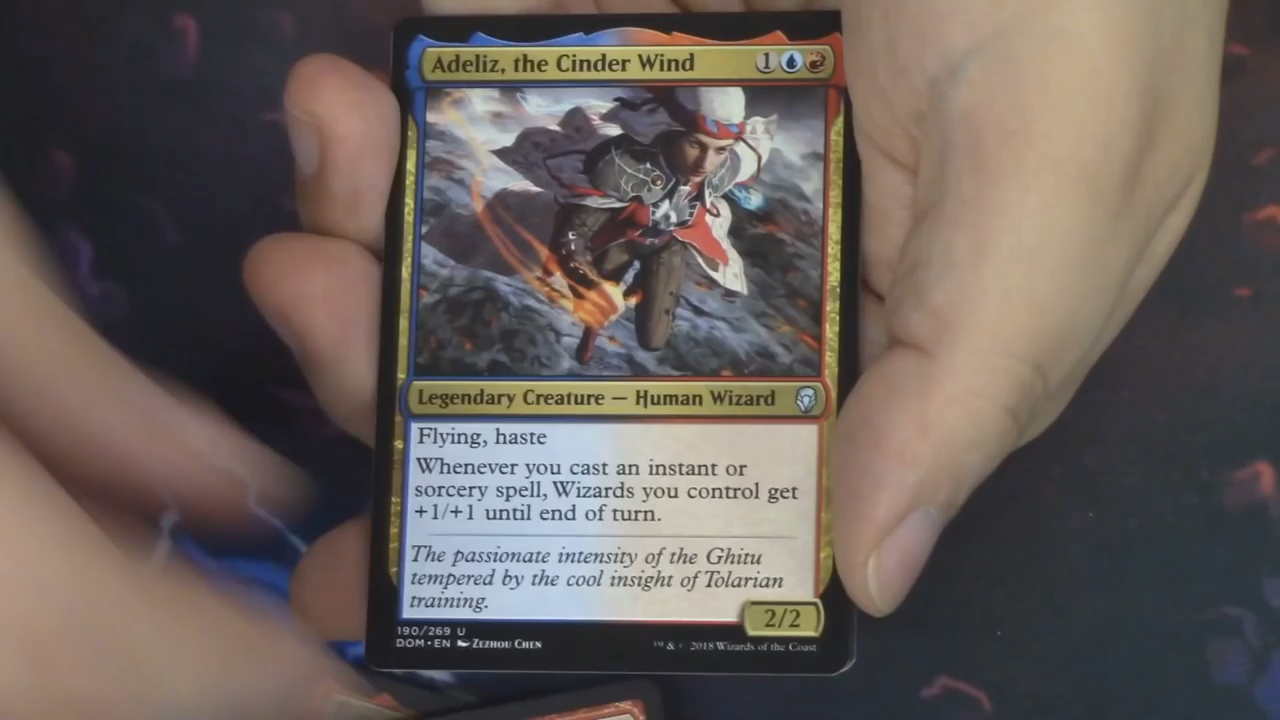 Adeliz, the Cinder Wind 1
Legendary Creature — Human Wizard
Flying, haste
Whenever you cast an instant or
sorcery spell, Wizards you control get
+1/+1 until end of turn.
The passionate intensity of the Ghitu
tempered by the cool insight of Tolarian
training.
2/2
190/269 U
DOM • EN Zezhou Chen
™ & © 2018 Wizards of the Coast